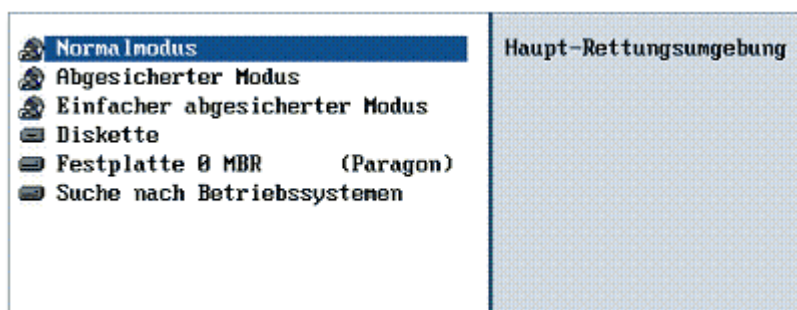 Normalmodus
Abgesicherter Modus
Einfacher abgesicherter Modus
Diskette
Festplatte 0 MBR (Paragon)
Suche nach Betriebssystemen
Haupt-Rettungsumgebung